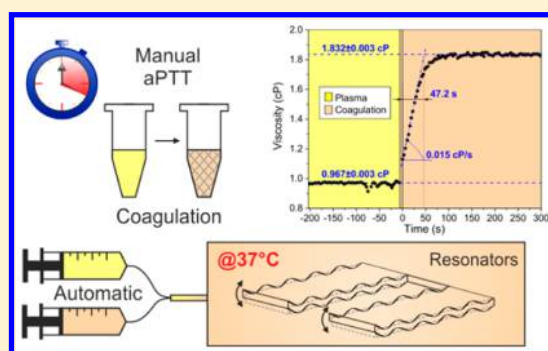 Manual
aPTT
Coagulation
1.832±0.003 cP
47.2 s
Plasma
Coagulation
0.015 cP/s
0.967±0.003 cP
Viscosity (cP)
2.0
1.8
1.6
1.4
1.2
1.0
0.8
-200 -150 -100 -50 0 50 100 150 200 250 300
Time (s)
Automatic
@37°C
Resonators